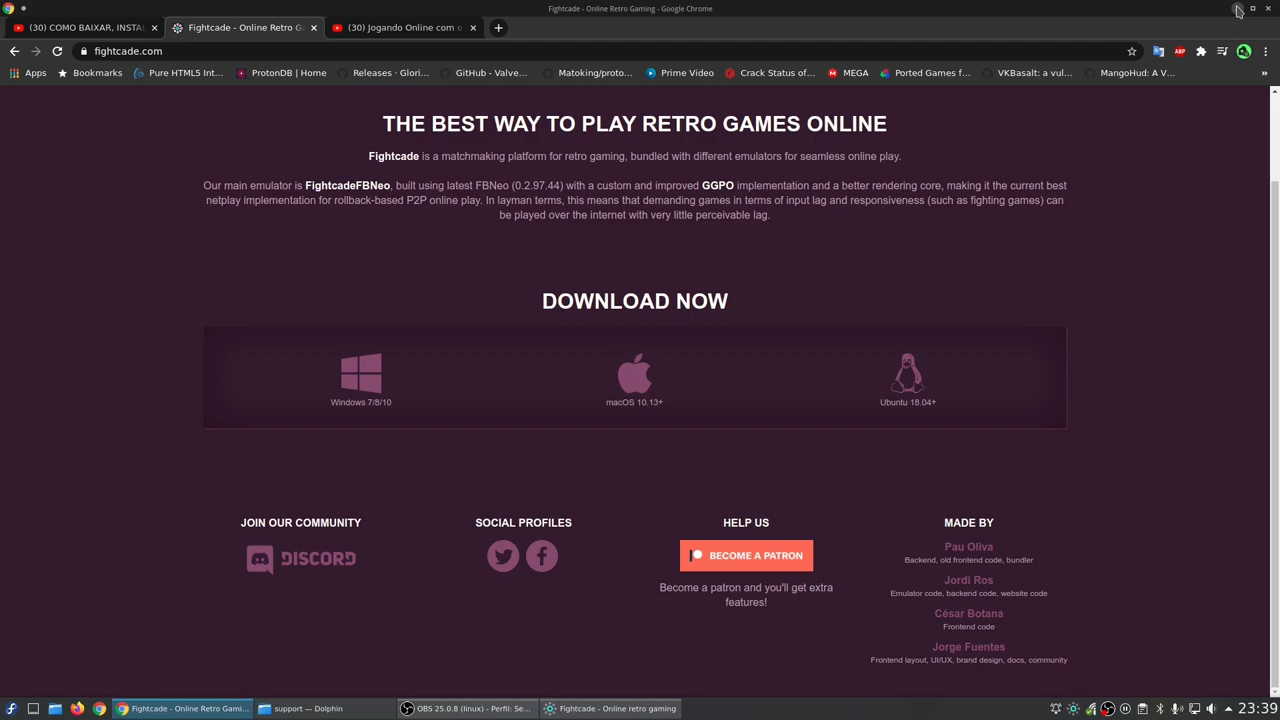 Fightcade - Online Retro Gaming - Google Chrome
(30) COMO BAIXAR, INSTAL
Fightcade - Online Retro G
(30) Jogando Online com o
fightcade.com
ABP
Apps
Bookmarks
Pure HTML5 Int...
ProtonDB | Home
Releases · Glori...
GitHub - Valve...
Matoking/proto...
Prime Video
Crack Status of...
MEGA
Ported Games f...
VKBasalt: a vul...
MangoHud: A V...
»
THE BEST WAY TO PLAY RETRO GAMES ONLINE
Fightcade is a matchmaking platform for retro gaming, bundled with different emulators for seamless online play.
Our main emulator is FightcadeFBNeo, built using latest FBNeo (0.2.97.44) with a custom and improved GGPO implementation and a better rendering core, making it the current best
netplay implementation for rollback-based P2P online play. In layman terms, this means that demanding games in terms of input lag and responsiveness (such as fighting games) can
be played over the internet with very little perceivable lag.
DOWNLOAD NOW
Windows 7/8/10
macOS 10.13+
Ubuntu 18.04+
JOIN OUR COMMUNITY
DISCORD
SOCIAL PROFILES
HELP US
BECOME A PATRON
Become a patron and you'll get extra
features!
MADE BY
Pau Oliva
Backend, old frontend code, bundler
Jordi Ros
Emulator code, backend code, website code
César Botana
Frontend code
Jorge Fuentes
Frontend layout, UI/UX, brand design, docs, community
Fightcade - Online Retro Gami...
support — Dolphin
OBS 25.0.8 (linux) - Perfil: Se...
Fightcade - Online retro gaming
23:39